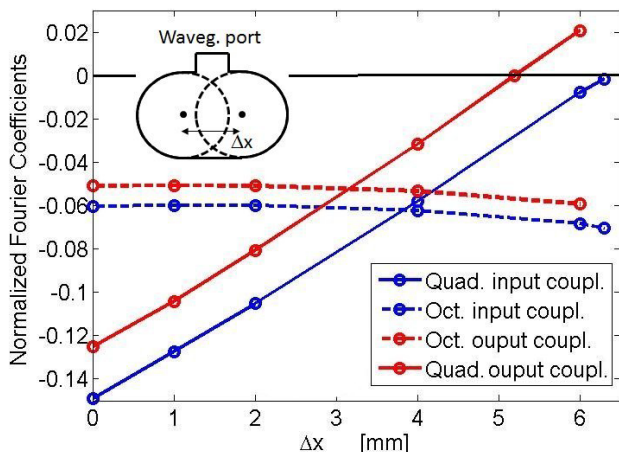 Waveg. port
Δx
Normalized Fourier Coefficients
0.02
0
-0.02
-0.04
-0.06
-0.08
-0.1
-0.12
-0.14
Quad. input coupl.
Oct. input coupl.
Oct. ouput coupl.
Quad. ouput coupl.
0 1 2 3 4 5 6
Δx [mm]